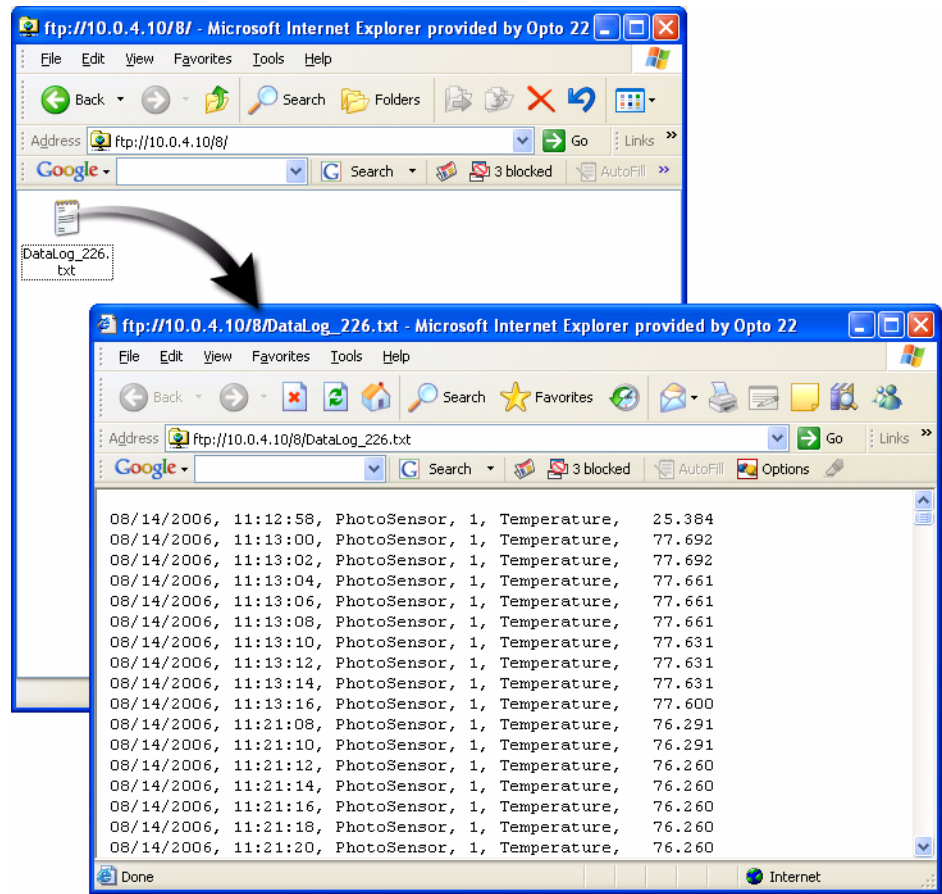 ftp://10.0.4.10/8/ - Microsoft Internet Explorer provided by Opto 22
File Edit View Favorites Tools Help
Back Search Folders
Address ftp://10.0.4.10/8/ Go Links »
Google Search 3 blocked AutoFill »
DataLog_226.
txt
ftp://10.0.4.10/8/DataLog_226.txt - Microsoft Internet Explorer provided by Opto 22
File Edit View Favorites Tools Help
Back Search Favorites
Address ftp://10.0.4.10/8/DataLog_226.txt Go Links »
Google G Search 3 blocked AutoFill Options
08/14/2006, 11:12:58, PhotoSensor, 1, Temperature, 25.384
08/14/2006, 11:13:00, PhotoSensor, 1, Temperature, 77.692
08/14/2006, 11:13:02, PhotoSensor, 1, Temperature, 77.692
08/14/2006, 11:13:04, PhotoSensor, 1, Temperature, 77.661
08/14/2006, 11:13:06, PhotoSensor, 1, Temperature, 77.661
08/14/2006, 11:13:08, PhotoSensor, 1, Temperature, 77.661
08/14/2006, 11:13:10, PhotoSensor, 1, Temperature, 77.631
08/14/2006, 11:13:12, PhotoSensor, 1, Temperature, 77.631
08/14/2006, 11:13:14, PhotoSensor, 1, Temperature, 77.631
08/14/2006, 11:13:16, PhotoSensor, 1, Temperature, 77.600
08/14/2006, 11:21:08, PhotoSensor, 1, Temperature, 76.291
08/14/2006, 11:21:10, PhotoSensor, 1, Temperature, 76.291
08/14/2006, 11:21:12, PhotoSensor, 1, Temperature, 76.260
08/14/2006, 11:21:14, PhotoSensor, 1, Temperature, 76.260
08/14/2006, 11:21:16, PhotoSensor, 1, Temperature, 76.260
08/14/2006, 11:21:18, PhotoSensor, 1, Temperature, 76.260
08/14/2006, 11:21:20, PhotoSensor, 1, Temperature, 76.260
Done Internet